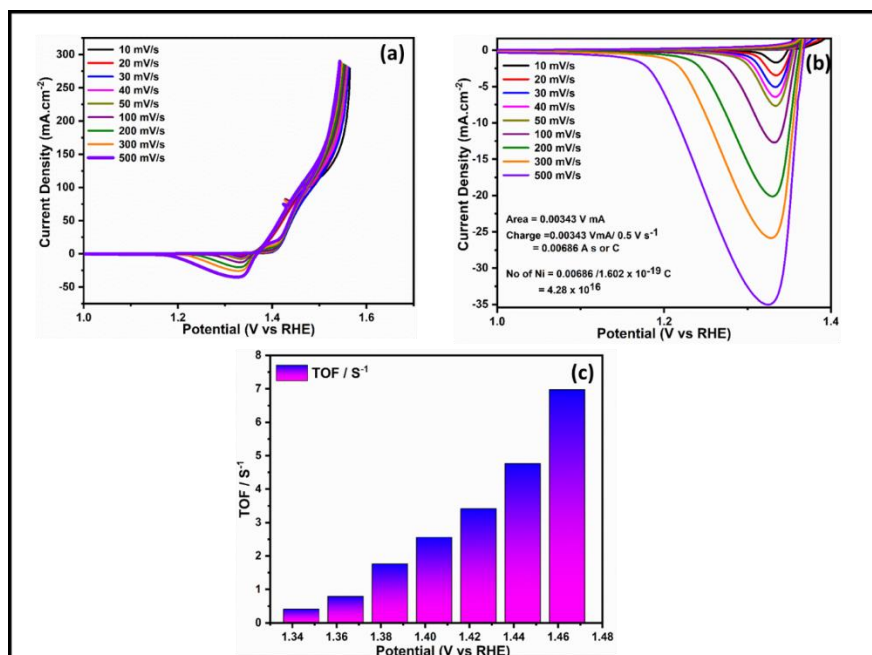 (a)
10 mV/s
20 mV/s
30 mV/s
40 mV/s
50 mV/s
100 mV/s
200 mV/s
300 mV/s
500 mV/s
Current Density (mA.cm-2)
300
250
200
150
100
50
0
-50
1.0
1.2
1.4
1.6
Potential (V vs RHE)
(b)
10 mV/s
20 mV/s
30 mV/s
40 mV/s
50 mV/s
100 mV/s
200 mV/s
300 mV/s
500 mV/s
Area = 0.00343 V mA
Charge =0.00343 VmA/ 0.5 V s-1
= 0.00686 A s or C
No of Ni = 0.00686 /1.602 x 10-19 C
= 4.28 x 1016
Current Density (mA.cm-2)
0
-5
-10
-15
-20
-25
-30
-35
1.0
1.2
1.4
Potential (V vs RHE)
(c)
TOF / S-1
TOF / S-1
8
7
6
5
4
3
2
1
0
1.34
1.36
1.38
1.40
1.42
1.44
1.46
1.48
Potential (V vs RHE)